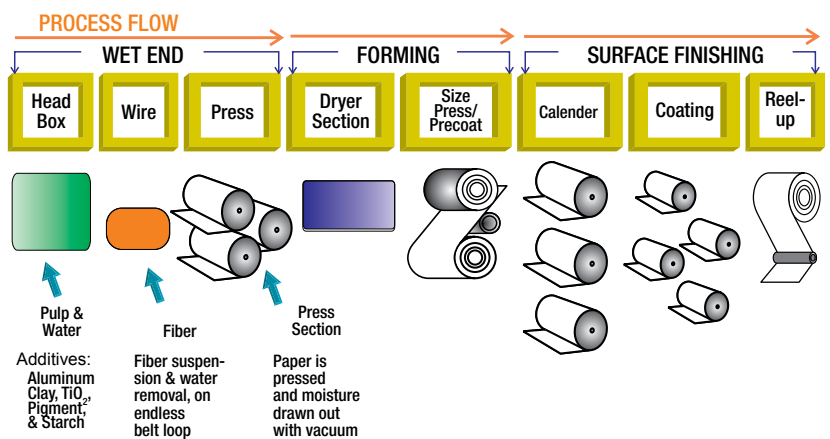 PROCESS FLOW
WET END
FORMING
SURFACE FINISHING
Head
Box
Wire
Press
Dryer
Section
Size
Press/
Precoat
Calender
Coating
Reel-
up
Pulp &
Water
Additives:
Aluminum
Clay, TiO2,
Pigment,
& Starch
Fiber
Fiber suspen-
sion & water
removal, on
endless
belt loop
Press
Section
Paper is
pressed
and moisture
drawn out
with vacuum